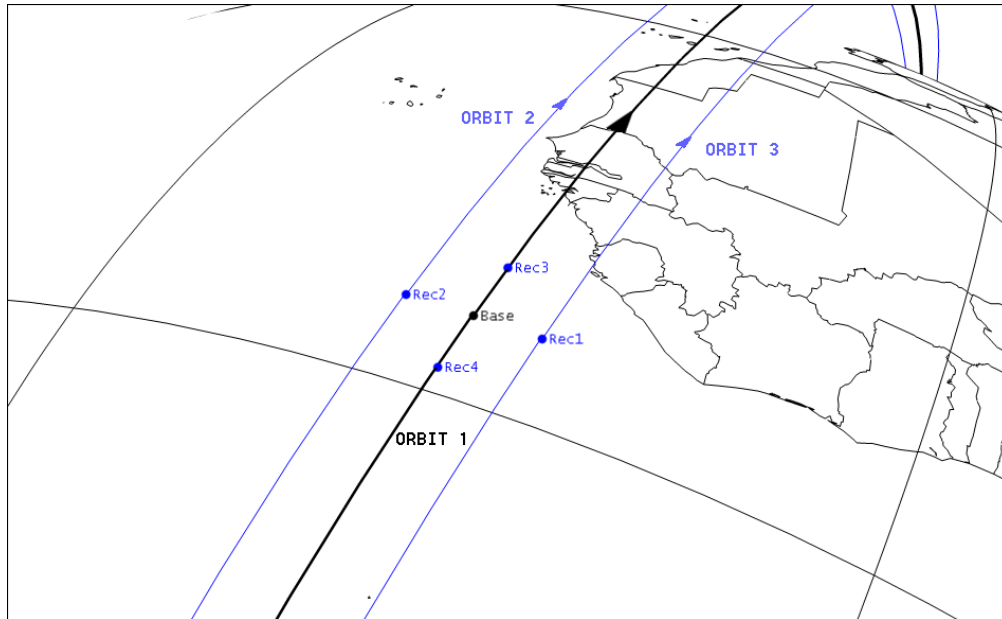 ORBIT 2
ORBIT 3
Rec3
Rec2
Base
Rec1
Rec4
ORBIT 1